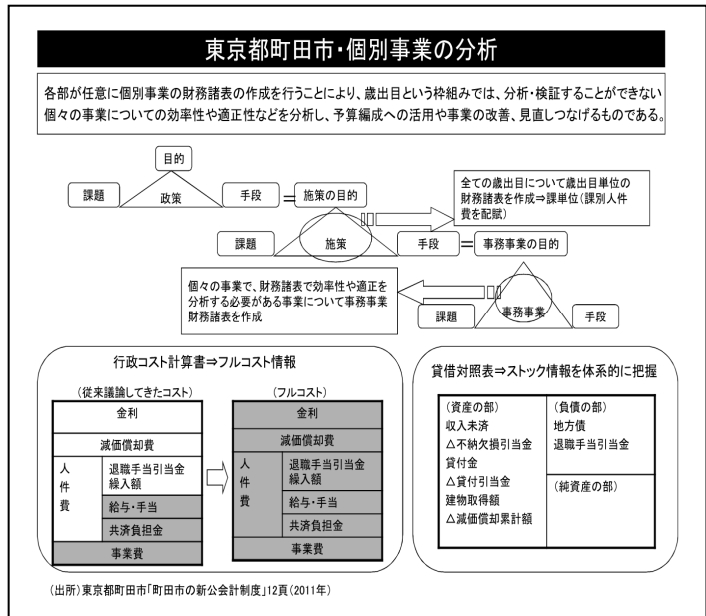 東京都町田市・個別事業の分析
各部が任意に個別事業の財務諸表の作成を行うことにより、歳出目という枠組みでは、分析・検証することができない
個々の事業についての効率性や適正性などを分析し、予算編成への活用や事業の改善、見直しつなげるものである。
目的
課題
政策
手段
=
施策の目的
全ての歳出目について歳出目単位の
財務諸表を作成⇒課単位(課別人件
費を配賦)
課題
施策
手段
=
事務事業の目的
個々の事業で、財務諸表で効率性や適正を
分析する必要がある事業について事務事業
財務諸表を作成
課題
事務事業
手段
行政コスト計算書⇒フルコスト情報
(従来議論してきたコスト)
金利
減価償却費
人件費
退職手当引当金
繰入額
給与・手当
共済負担金
事業費
(フルコスト)
金利
減価償却費
人件費
退職手当引当金
繰入額
給与・手当
共済負担金
事業費
貸借対照表⇒ストック情報を体系的に把握
(資産の部)
収入未済
△不納欠損引当金
貸付金
△貸付引当金
建物取得額
△減価償却累計額
(負債の部)
地方債
退職手当引当金
(純資産の部)
(出所)東京都町田市「町田市の新公会計制度」12頁(2011年)